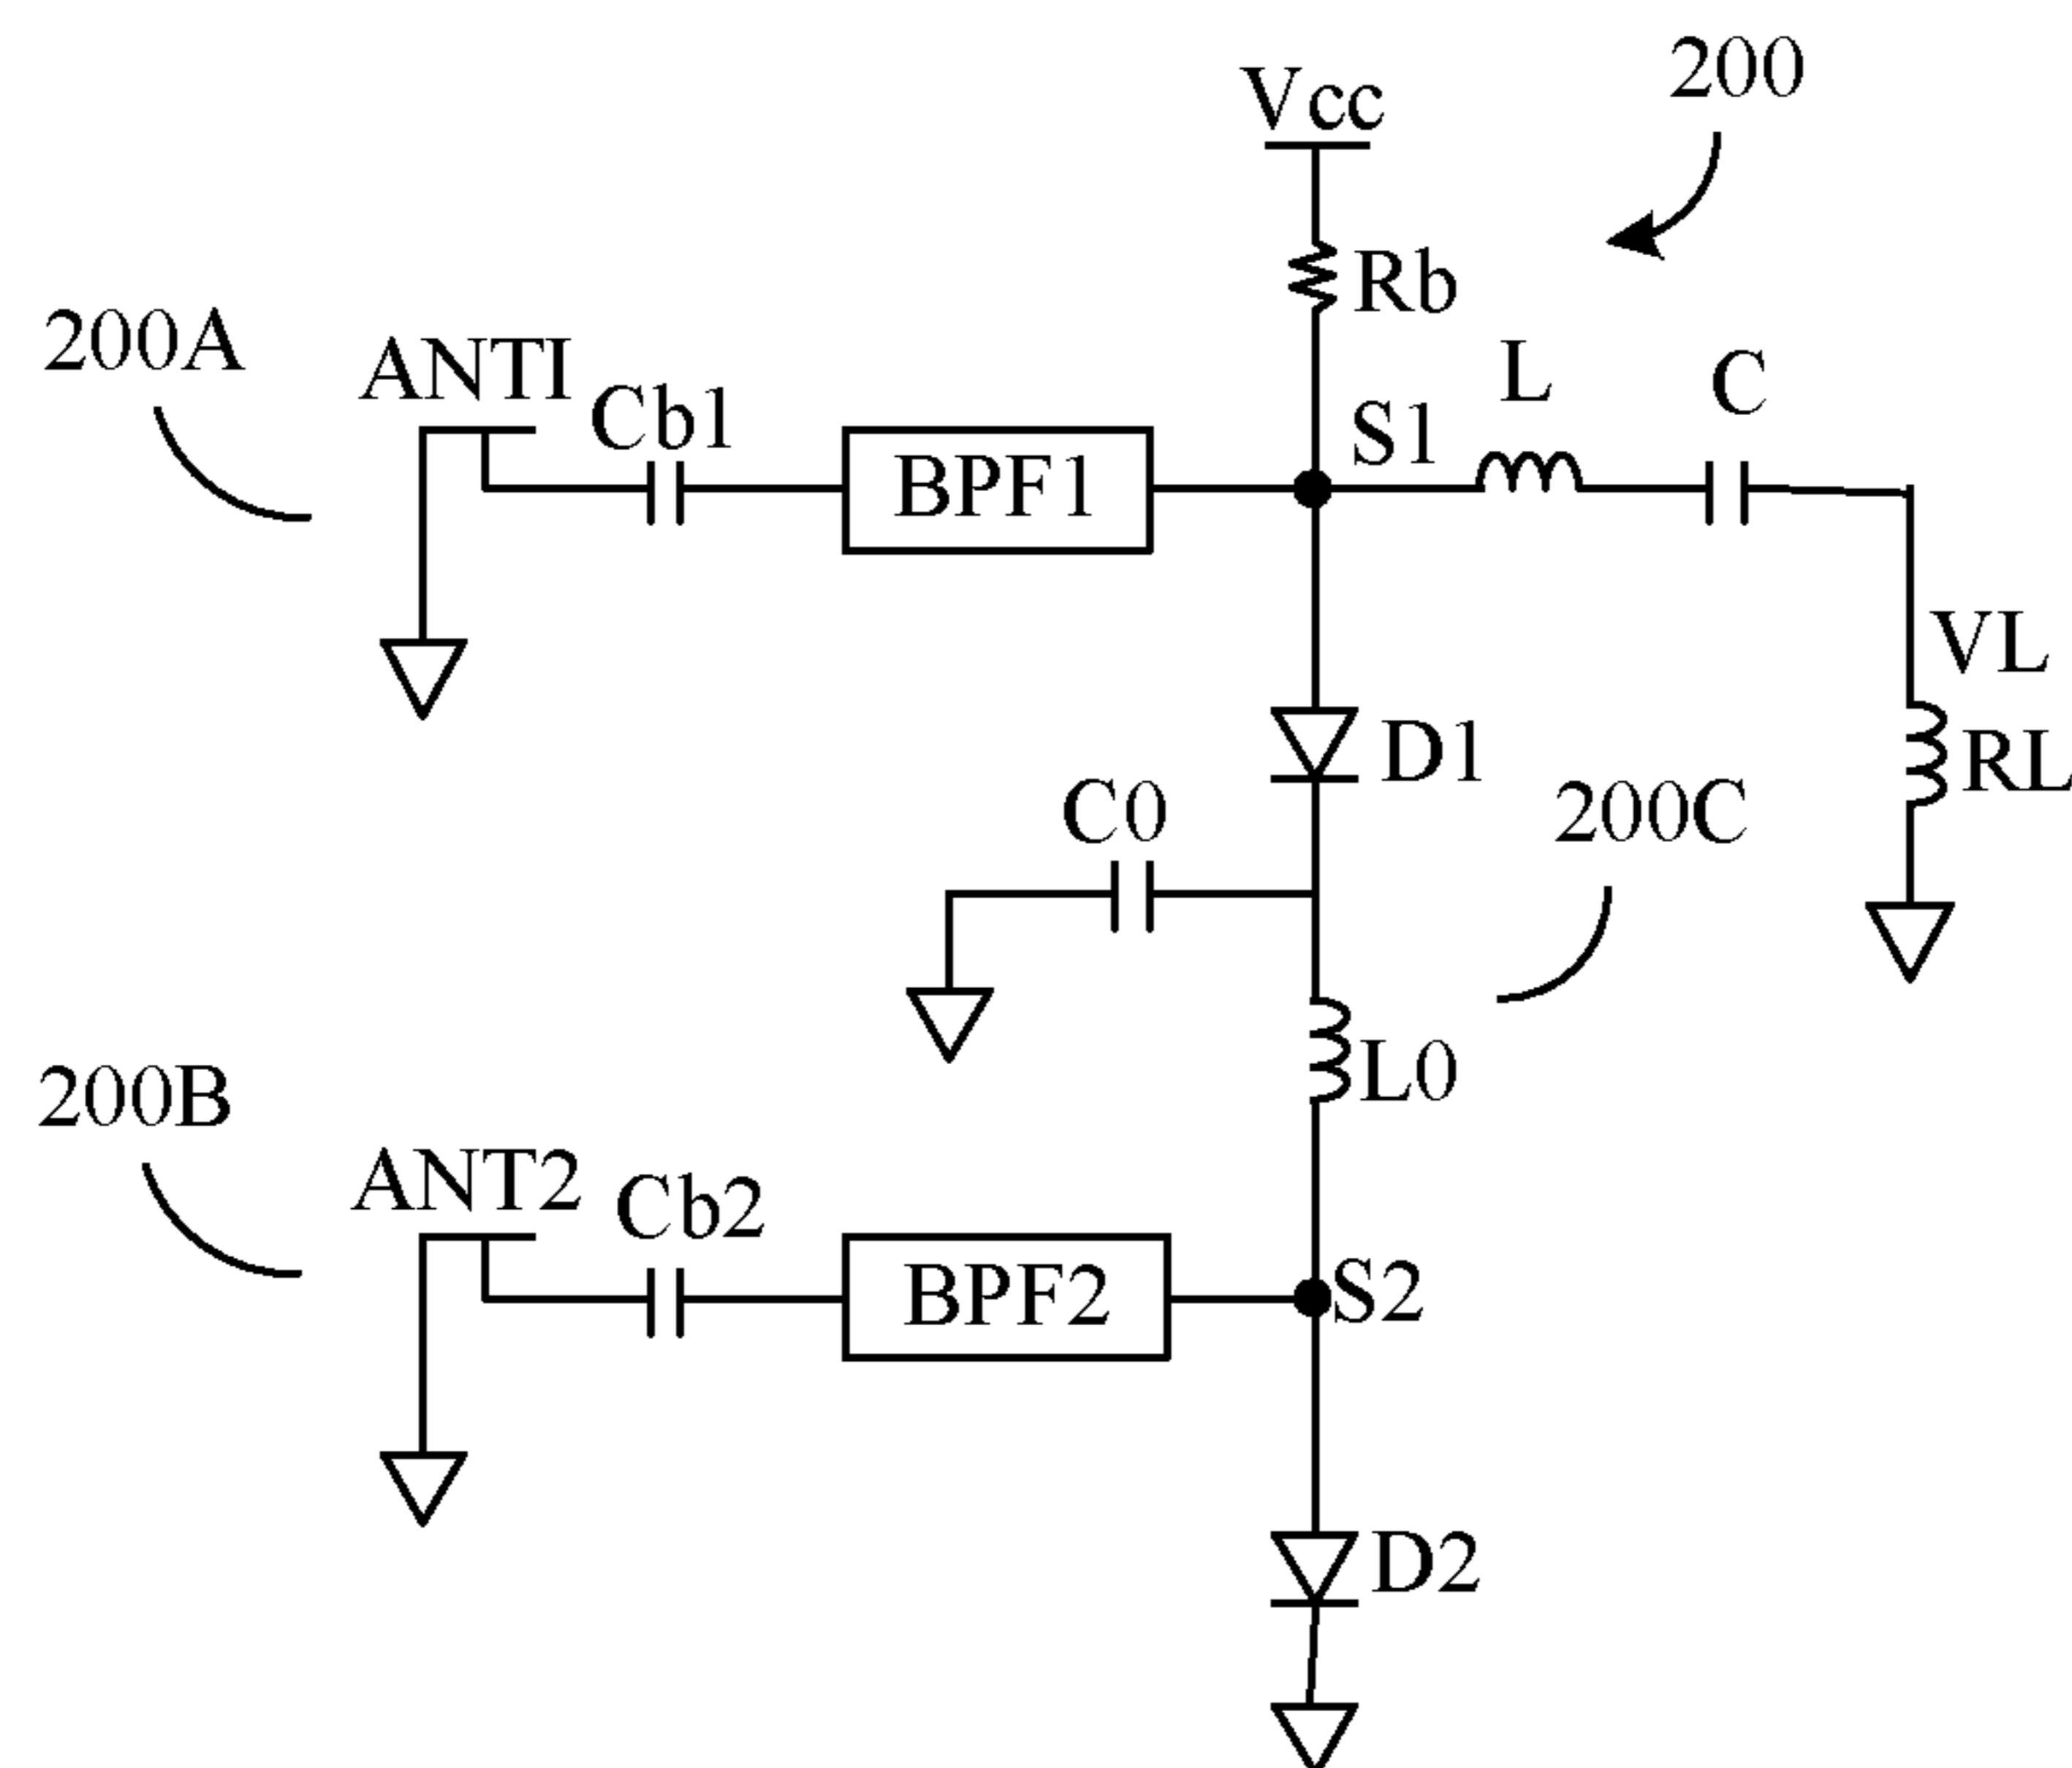 200
Vcc
Rb
200A
ANTI
Cb1
BPF1
S1
L
C
VL
RL
D1
C0
200C
L0
200B
ANT2
Cb2
BPF2
S2
D2